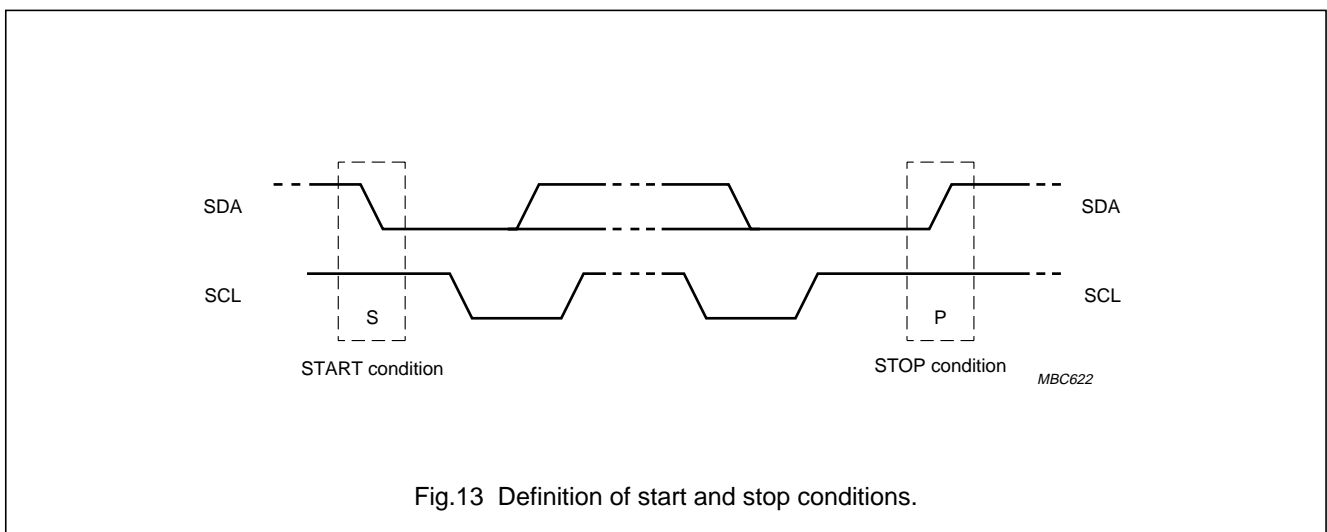 SDA
SDA
SCL
SCL
S
P
START condition
STOP condition
MBC622
Fig.13 Definition of start and stop conditions.